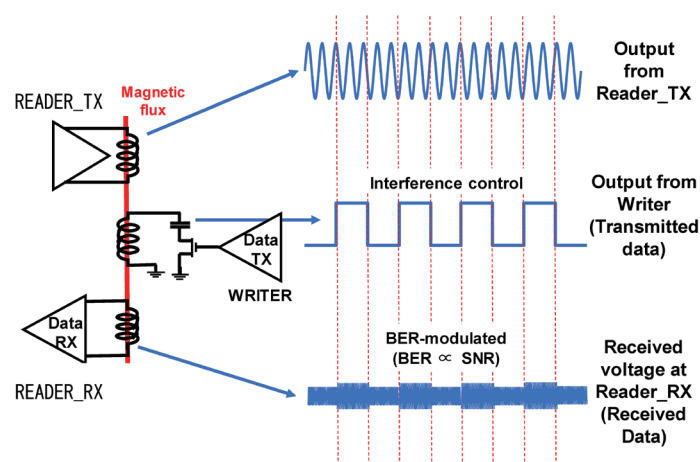 READER_TX
Magnetic
flux
Output
from
Reader_TX
Interference control
Output from
Writer
(Transmitted
data)
Data
TX
WRITER
Data
RX
READER_RX
BER-modulated
(BER ∝ SNR)
Received
voltage at
Reader_RX
(Received
Data)